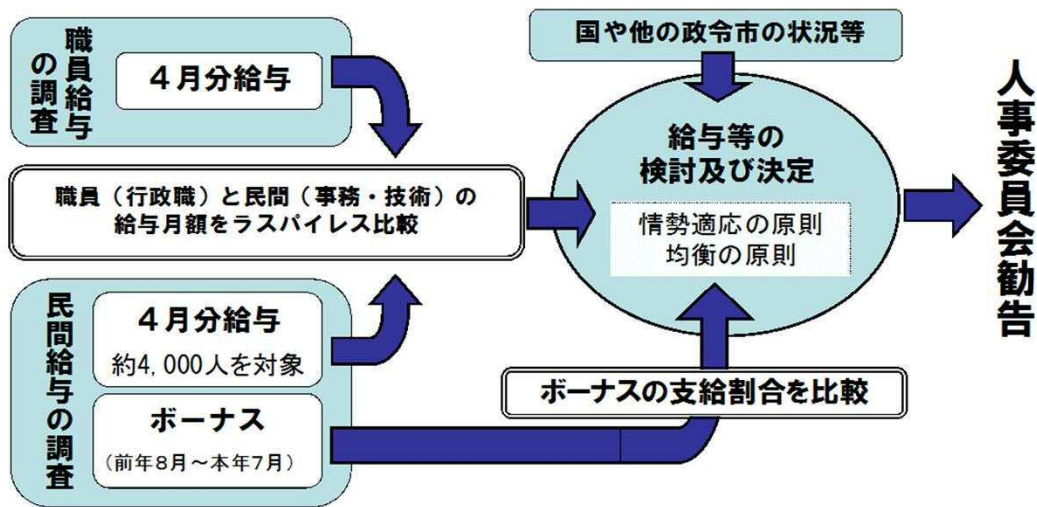 職員給与
の調査
４月分給与
国や他の政令市の状況等
職員（行政職）と民間（事務・技術）の
給与月額をラスパイレス比較
給与等の
検討及び決定
情勢適応の原則
均衡の原則
民間給与の調査
４月分給与
約4,000人を対象
ボーナス
（前年８月～本年７月）
ボーナスの支給割合を比較
人事委員会勧告